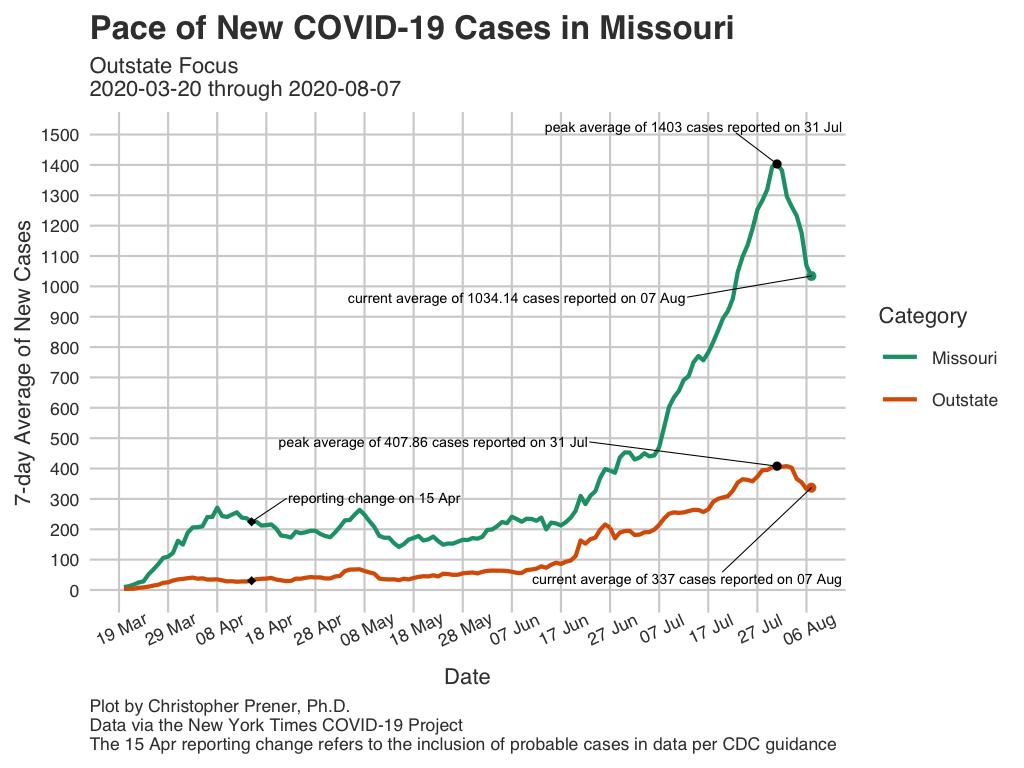 Pace of New COVID-19 Cases in Missouri
Outstate Focus
2020-03-20 through 2020-08-07
7-day Average of New Cases
1500
1400
1300
1200
1100
1000
900
800
700
600
500
400
300
200
100
0
peak average of 1403 cases reported on 31 Jul
current average of 1034.14 cases reported on 07 Aug
peak average of 407.86 cases reported on 31 Jul
reporting change on 15 Apr
current average of 337 cases reported on 07 Aug
Category
Missouri
Outstate
19 Mar
29 Mar
08 Apr
18 Apr
28 Apr
08 May
18 May
28 May
07 Jun
17 Jun
27 Jun
07 Jul
17 Jul
27 Jul
06 Aug
Date
Plot by Christopher Prener, Ph.D.
Data via the New York Times COVID-19 Project
The 15 Apr reporting change refers to the inclusion of probable cases in data per CDC guidance